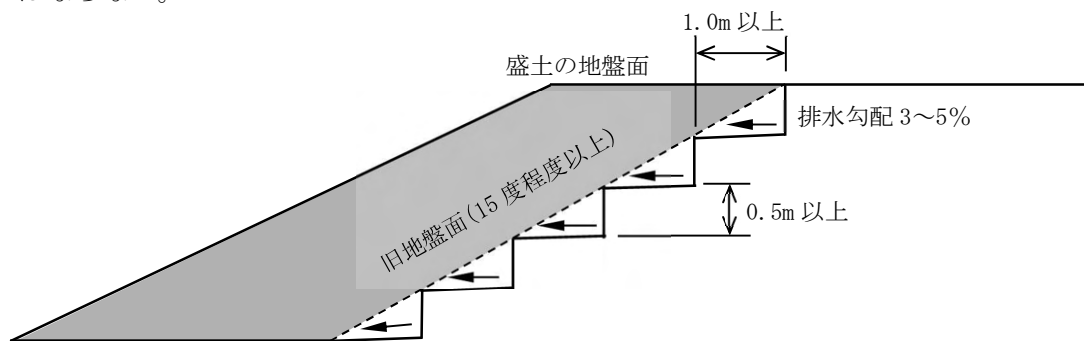 1.0m 以上
盛土の地盤面
排水勾配 3～5%
旧地盤面(15 度程度以上)
0.5m 以上